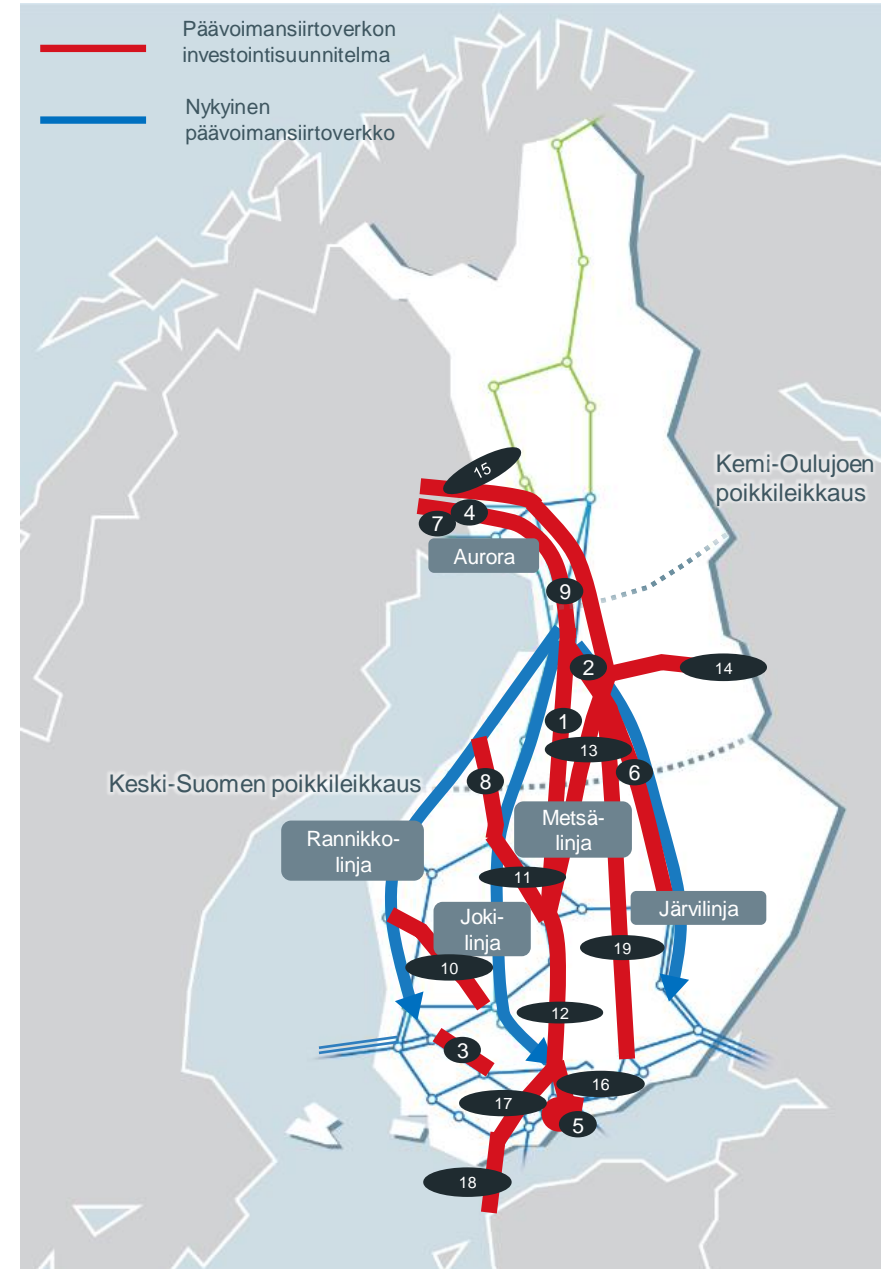 Päävoimansiirtoverkon
investointisuunnitelma
Nykyinen
päävoimansiirtoverkko
Kemi-Oulujoen
poikkileikkaus
15
4
7
Aurora
9
2
14
1
13
6
Keski-Suomen poikkileikkaus
8
Metsä-
linja
Rannikko-
linja
11
Joki-
linja
Järvilinja
10
19
12
3
16
17
5
18